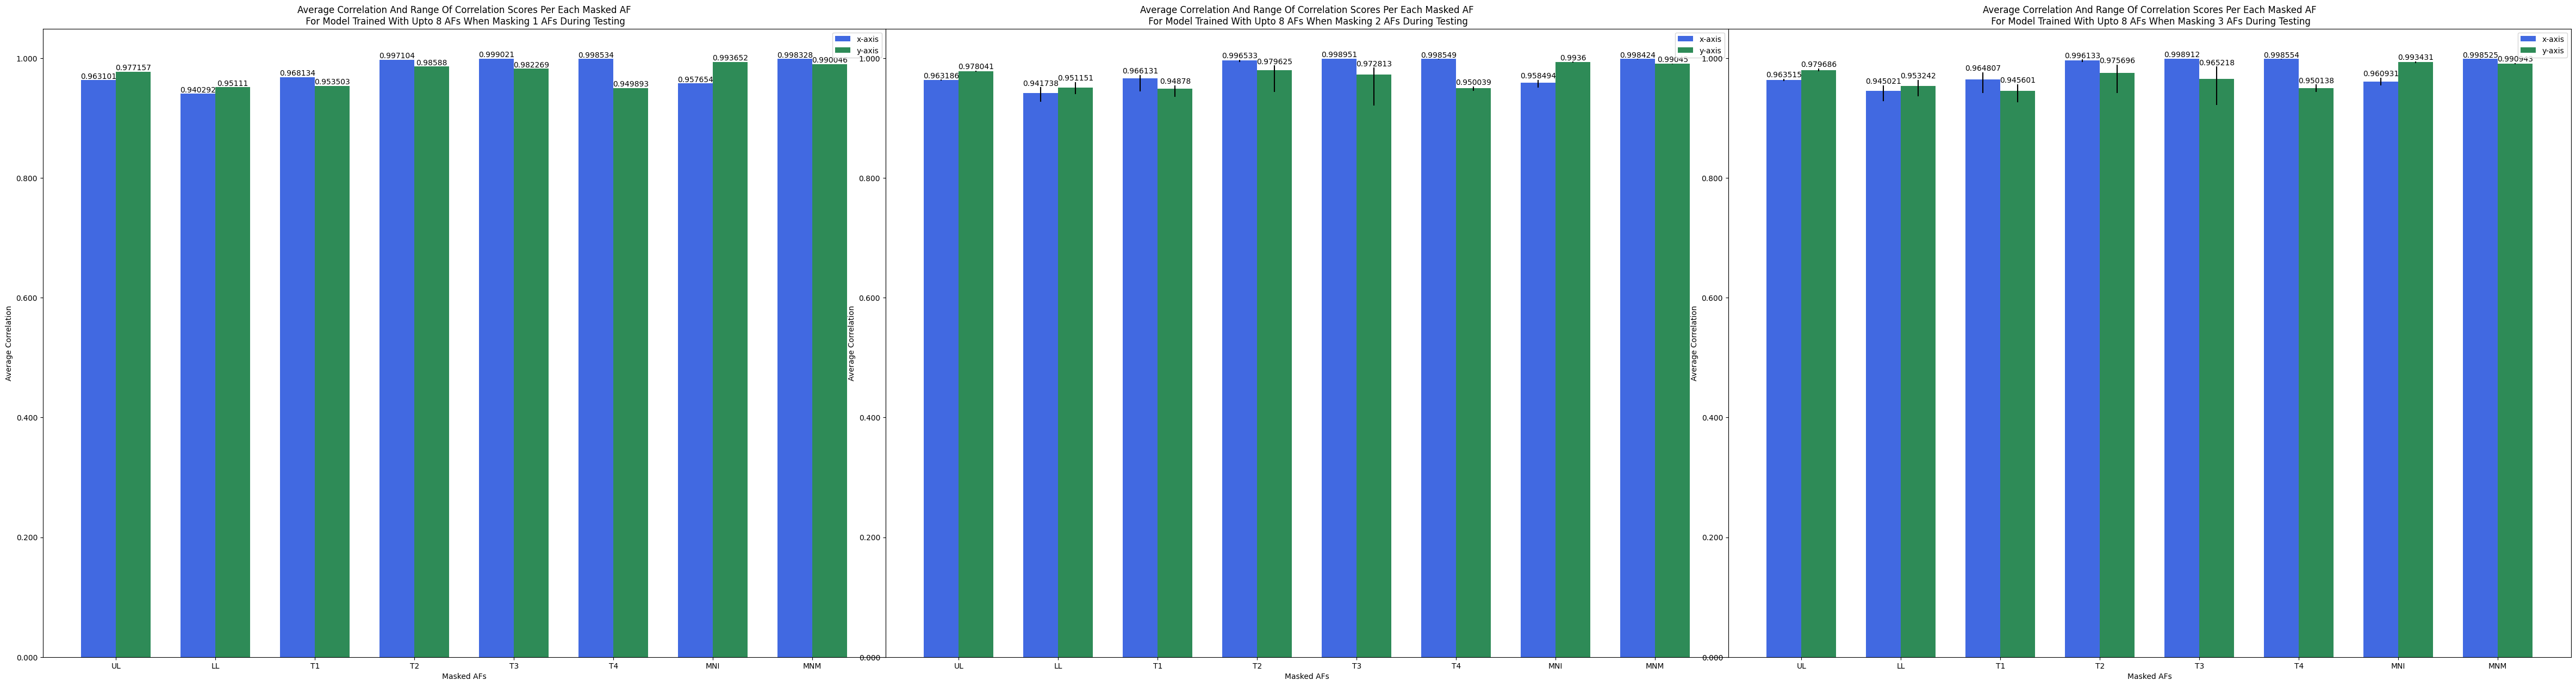 Average Correlation And Range Of Correlation Scores Per Each Masked AF
For Model Trained With Upto 8 AFs When Masking 1 AFs During Testing
x-axis
y-axis
1.000
0.800
0.600
0.400
0.200
0.000
Average Correlation
0.963101
0.977157
0.940292
0.95111
0.968134
0.953503
0.997104
0.98588
0.999021
0.982269
0.998534
0.949893
0.957654
0.993652
0.998328
0.990046
UL
LL
T1
T2
T3
T4
MNI
MNM
Masked AFs
Average Correlation And Range Of Correlation Scores Per Each Masked AF
For Model Trained With Upto 8 AFs When Masking 2 AFs During Testing
x-axis
y-axis
1.000
0.800
0.600
0.400
0.200
0.000
Average Correlation
0.963186
0.978041
0.941738
0.951151
0.966131
0.94878
0.996533
0.979625
0.998951
0.972813
0.998549
0.950039
0.958494
0.9936
0.998424
0.99045
UL
LL
T1
T2
T3
T4
MNI
MNM
Masked AFs
Average Correlation And Range Of Correlation Scores Per Each Masked AF
For Model Trained With Upto 8 AFs When Masking 3 AFs During Testing
x-axis
y-axis
1.000
0.800
0.600
0.400
0.200
0.000
Average Correlation
0.963515
0.979686
0.945021
0.953242
0.964807
0.945601
0.996133
0.975696
0.998912
0.965218
0.998554
0.950138
0.960931
0.993431
0.998525
0.990943
UL
LL
T1
T2
T3
T4
MNI
MNM
Masked AFs